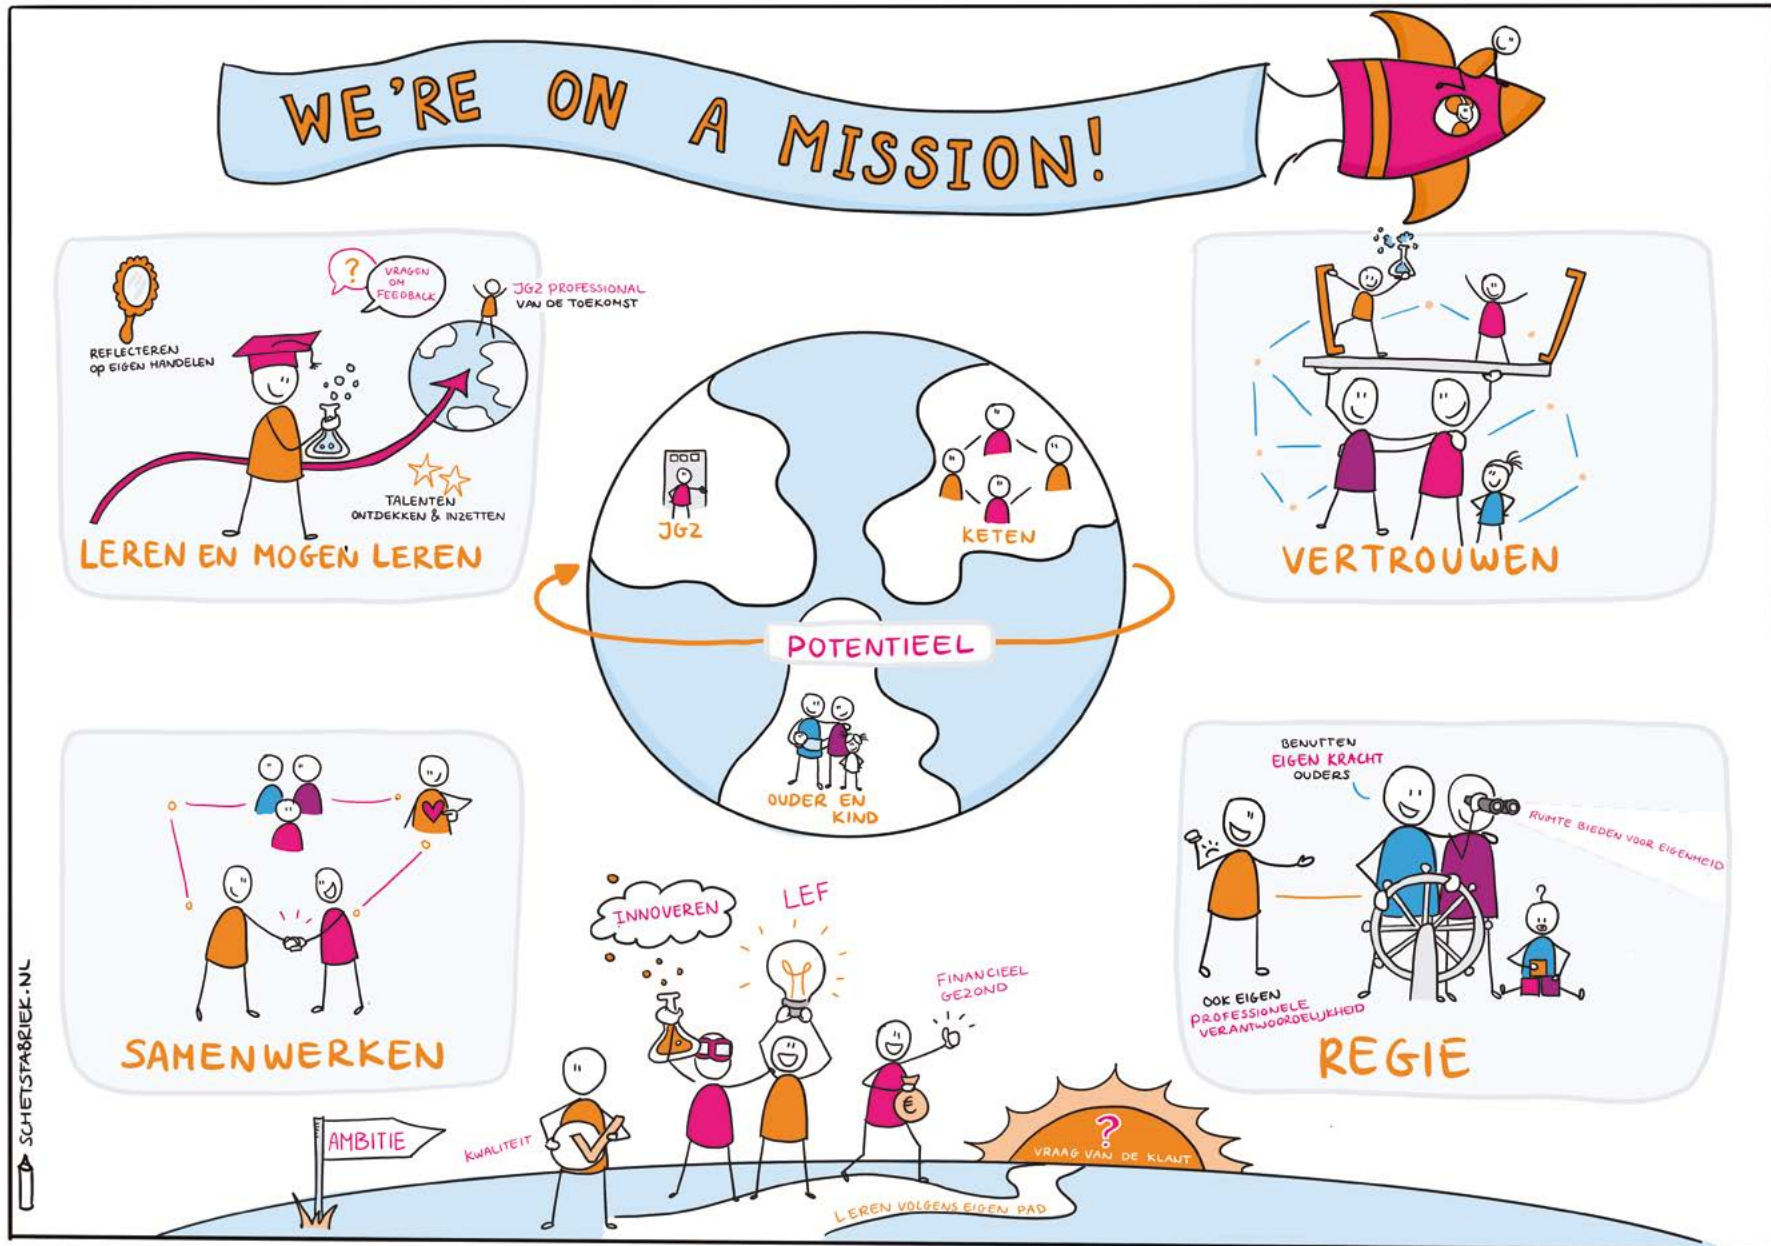 WE'RE ON A MISSION!
REFLECTEREN
OP EIGEN HANDELEN
?
VRAGEN
OM
FEEDBACK
JGZ PROFESSIONAL
VAN DE TOEKOMST
TALENTEN
ONTDEKKEN & INZETTEN
LEREN EN MOGEN LEREN
JGZ
KETEN
POTENTIEEL
OUDER EN
KIND
VERTROUWEN
SAMENWERKEN
BENUTTEN
EIGEN KRACHT
OUDERS
RUIMTE BIEDEN VOOR EIGENHEID
OOK EIGEN
PROFESSIONELE
VERANTWOORDELIJKHEID
REGIE
INNOVEREN
LEF
FINANCIEEL
GEZOND
€
KWALITEIT
AMBITIE
?
VRAAG VAN DE KLANT
LEREN VOLGENS EIGEN PAD
SCHETSFABRIEK.NL